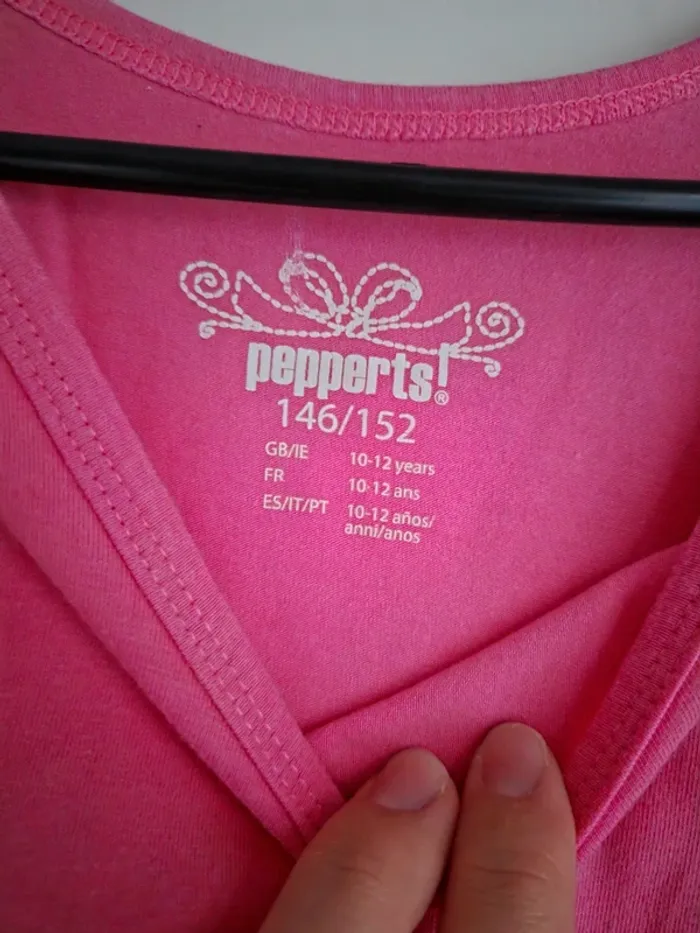 pepperts!®
146/152
GB/IE 10-12 years
FR 10-12 ans
ES/IT/PT 10-12 años/
anni/anos